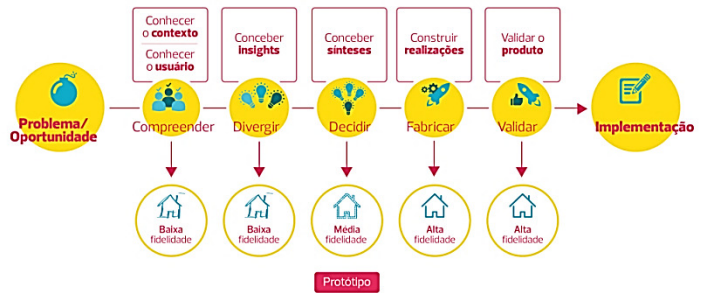 Conhecer
o contexto
Conhecer
o usuário
Conceber
insights
Conceber
sínteses
Construir
realizações
Validar o
produto
Problema/
Oportunidade
Compreender
Divergir
Decidir
Fabricar
Validar
Implementação
Baixa
fidelidade
Baixa
fidelidade
Média
fidelidade
Alta
fidelidade
Alta
fidelidade
Protótipo